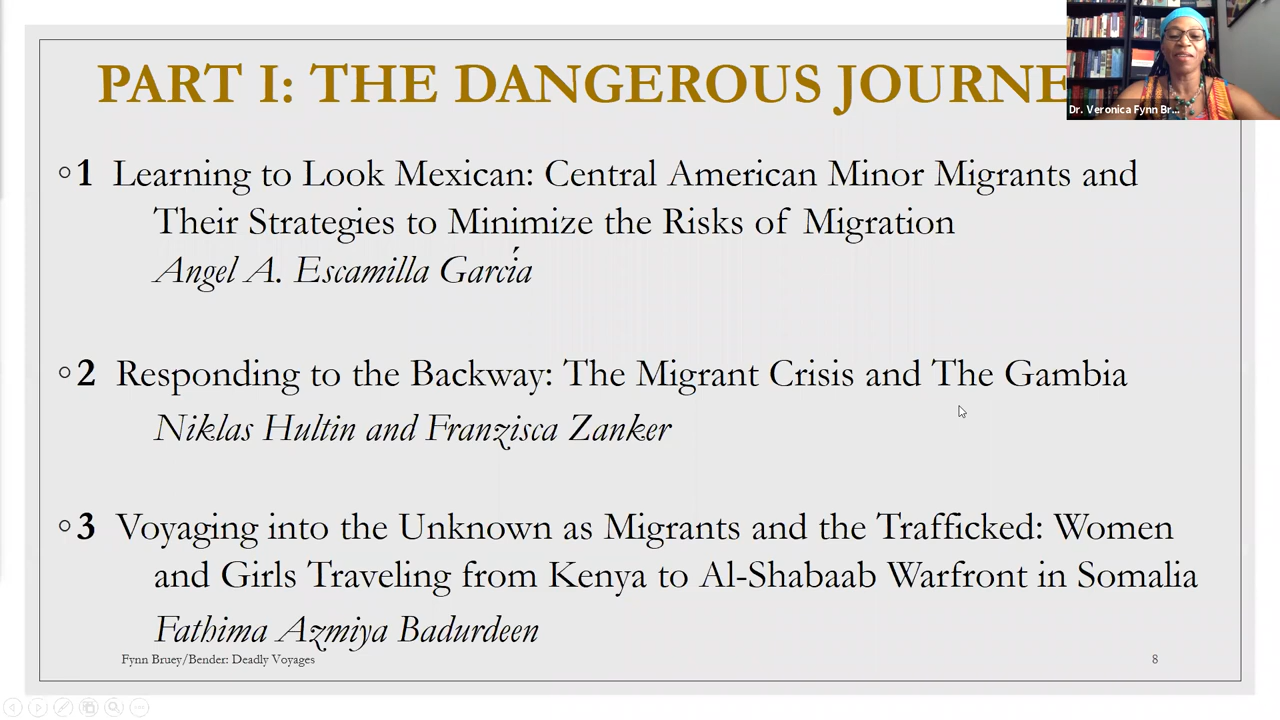 PART I: THE DANGEROUS JOURNE
Dr. Veronica Fynn Br...
1 Learning to Look Mexican: Central American Minor Migrants and
Their Strategies to Minimize the Risks of Migration
Angel A. Escamilla García
2 Responding to the Backway: The Migrant Crisis and The Gambia
Niklas Hultin and Franzisca Zanker
3 Voyaging into the Unknown as Migrants and the Trafficked: Women
and Girls Traveling from Kenya to Al-Shabaab Warfront in Somalia
Fathima Azmiya Badurdeen
Fynn Bruey/Bender: Deadly Voyages
8